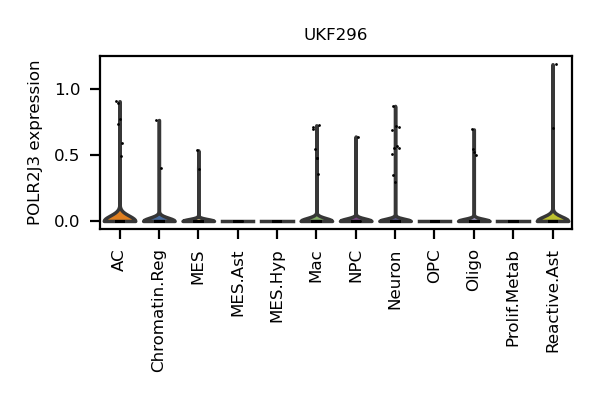 UKF296
POLR2J3 expression
1.0
0.5
0.0
AC
Chromatin.Reg
MES
MES.Ast
MES.Hyp
Mac
NPC
Neuron
OPC
Oligo
Prolif.Metab
Reactive.Ast